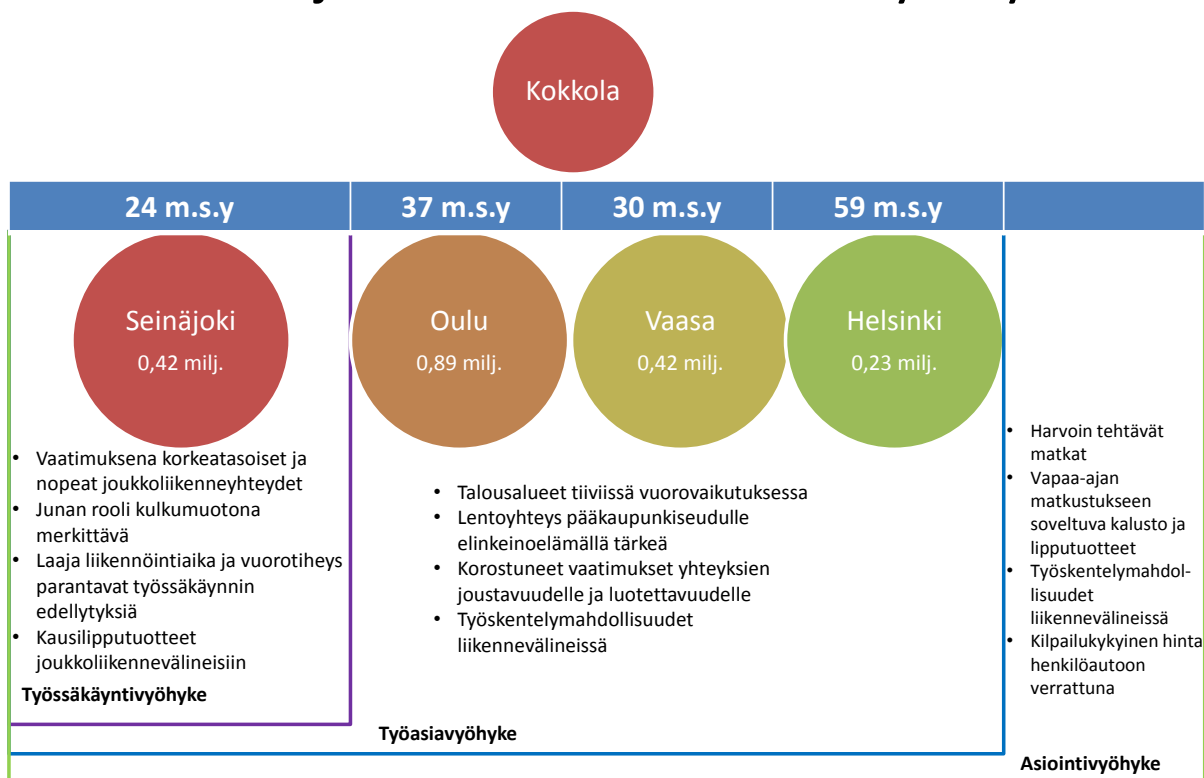 Kokkola
24 m.s.y
37 m.s.y
30 m.s.y
59 m.s.y
Seinäjoki
0,42 milj.
Oulu
0,89 milj.
Vaasa
0,42 milj.
Helsinki
0,23 milj.
• Vaatimuksena korkeatasoiset ja
nopeat joukkoliikenneyhteydet
• Junan rooli kulkumuotona
merkittävä
• Laaja liikennöintiaika ja vuorotiheys
parantavat työssäkäynnin
edellytyksiä
• Kausilipputuotteet
joukkoliikennevälineisiin
Työssäkäyntivyöhyke
• Talousalueet tiiviissä vuorovaikutuksessa
• Lentoyhteys pääkaupunkiseudulle
elinkeinoelämällä tärkeä
• Korostuneet vaatimukset yhteyksien
joustavuudelle ja luotettavuudelle
• Työskentelymahdollisuudet
liikennevälineissä
Työasiavyöhyke
• Harvoin tehtävät
matkat
• Vapaa-ajan
matkustukseen
soveltuva kalusto ja
lipputuotteet
• Työskentelymahdol-
lisuudet
liikennevälineissä
• Kilpailukykyinen hinta
henkilöautoon
verrattuna
Asiointivyöhyke